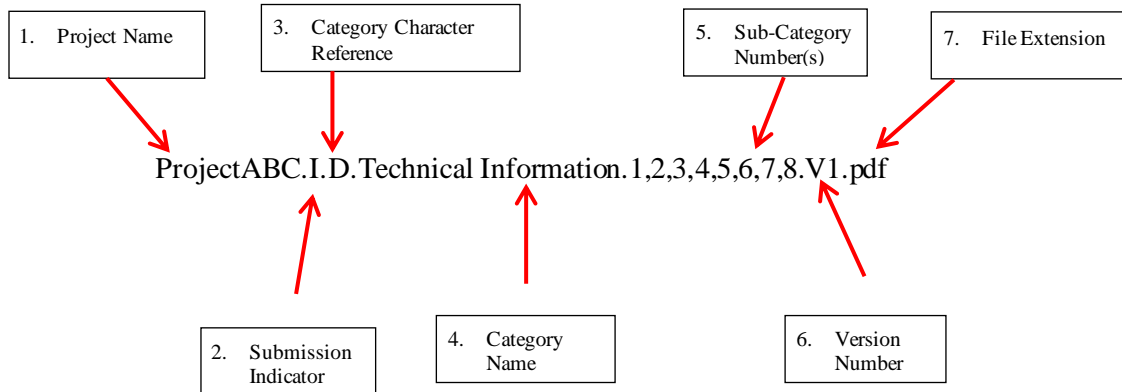 1. Project Name
3. Category Character
Reference
5. Sub-Category
Number(s)
7. File Extension
ProjectABC.I.D.Technical Information.1,2,3,4,5,6,7,8.V1.pdf
2. Submission
Indicator
4. Category
Name
6. Version
Number